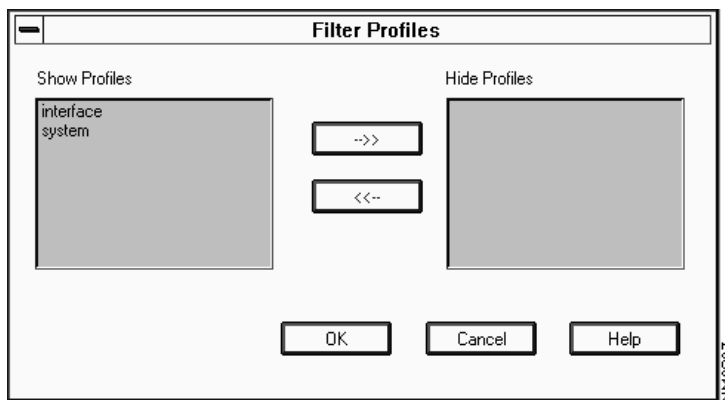 Filter Profiles
Show Profiles
Hide Profiles
interface
system
-->>
<<--
OK
Cancel
Help